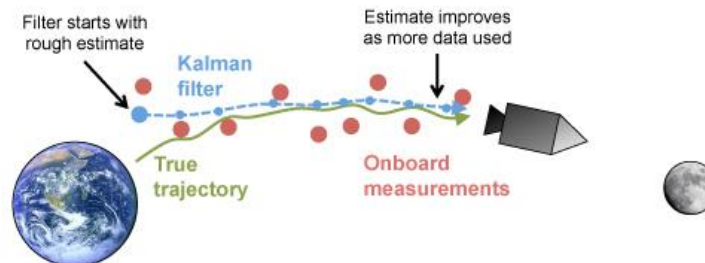 Filter starts with
rough estimate
Estimate improves
as more data used
Kalman
filter
True
trajectory
Onboard
measurements